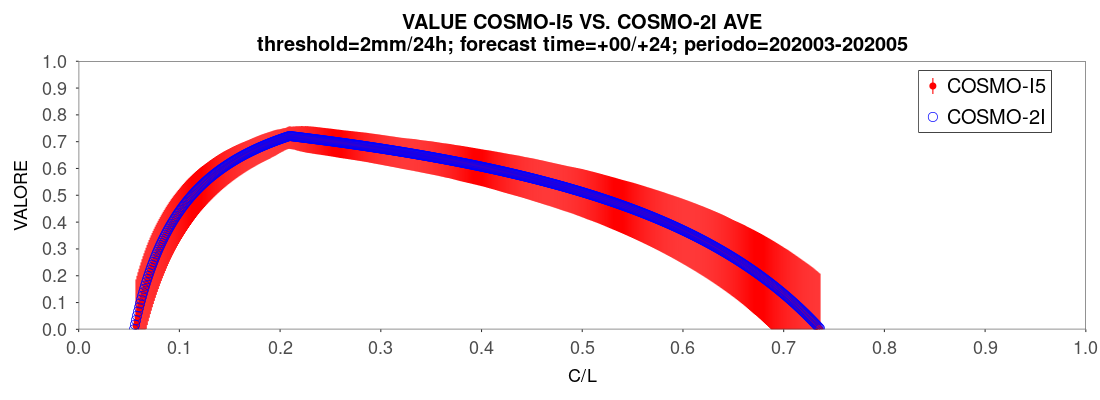 VALUE COSMO-I5 VS. COSMO-2I AVE
threshold=2mm/24h; forecast time=+00/+24; periodo=202003-202005
COSMO-I5
COSMO-2I
VALORE
1.0
0.9
0.8
0.7
0.6
0.5
0.4
0.3
0.2
0.1
0.0
0.0 0.1 0.2 0.3 0.4 0.5 0.6 0.7 0.8 0.9 1.0
C/L